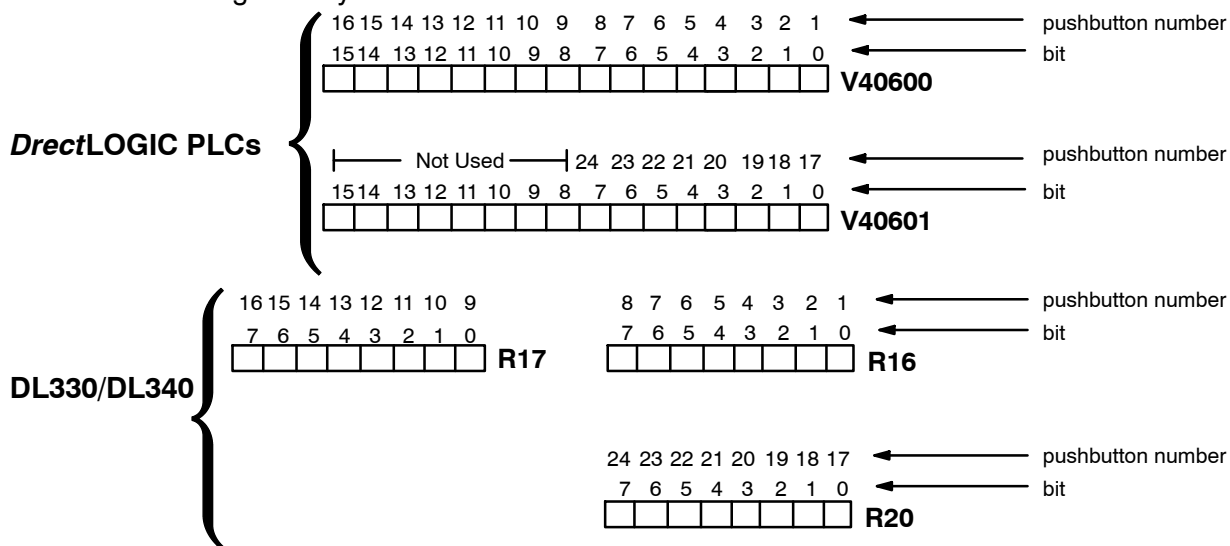 16 15 14 13 12 11 10 9 8 7 6 5 4 3 2 1 pushbutton number
15 14 13 12 11 10 9 8 7 6 5 4 3 2 1 0 bit
V40600
DrectLOGIC PLCs
Not Used 24 23 22 21 20 19 18 17 pushbutton number
15 14 13 12 11 10 9 8 7 6 5 4 3 2 1 0 bit
V40601
16 15 14 13 12 11 10 9 8 7 6 5 4 3 2 1 pushbutton number
7 6 5 4 3 2 1 0 7 6 5 4 3 2 1 0 bit
R17 R16
DL330/DL340
24 23 22 21 20 19 18 17 pushbutton number
7 6 5 4 3 2 1 0 bit
R20